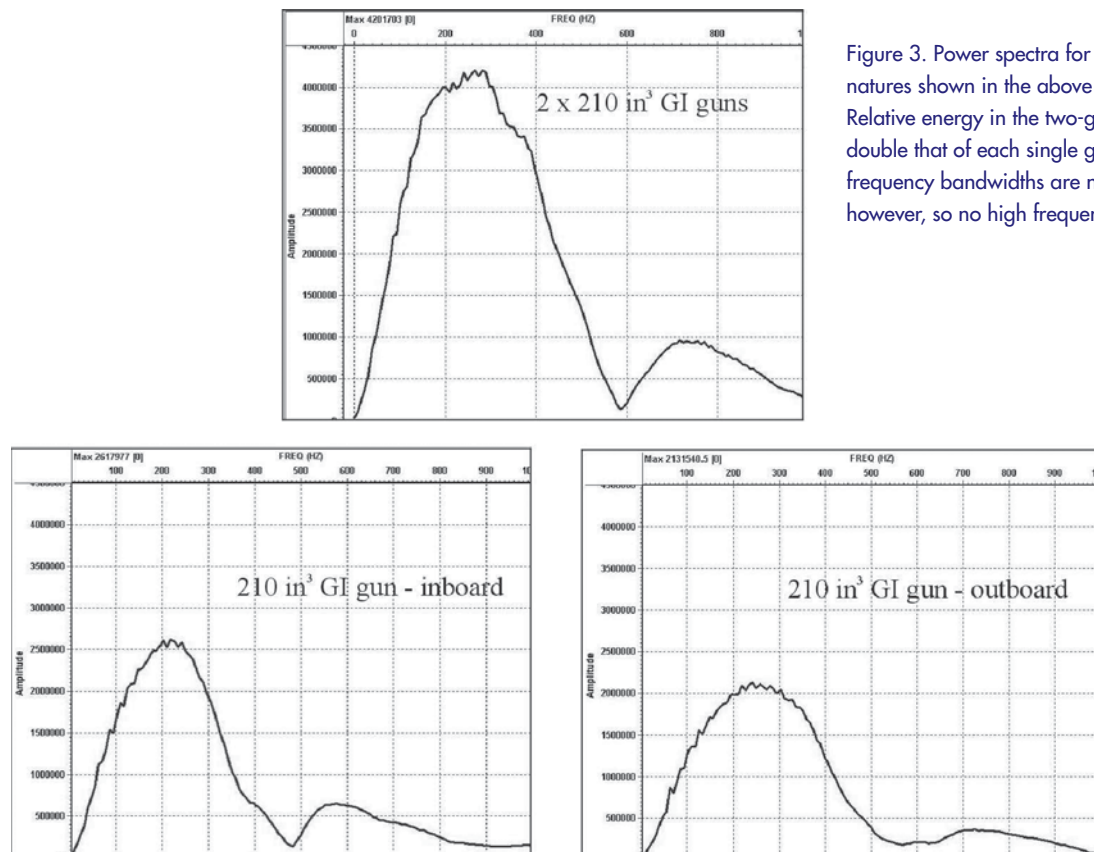 Max 4201703 [0] FREQ (HZ)
0 200 400 600 800 1
4500000
4000000
3500000
3000000
2500000
2000000
1500000
1000000
500000
Amplitude
2 x 210 in³ GI guns
Figure 3. Power spectra for
natures shown in the above
Relative energy in the two-g
double that of each single g
frequency bandwidths are n
however, so no high frequen
Max 2617977 [0] FREQ (HZ)
100 200 300 400 500 600 700 800 900 10
4000000
3500000
3000000
2500000
2000000
1500000
1000000
500000
Amplitude
210 in³ GI gun - inboard
Max 2131540.5 [0] FREQ (HZ)
100 200 300 400 500 600 700 800 900 10
4000000
3500000
3000000
2500000
2000000
1500000
1000000
500000
Amplitude
210 in³ GI gun - outboard